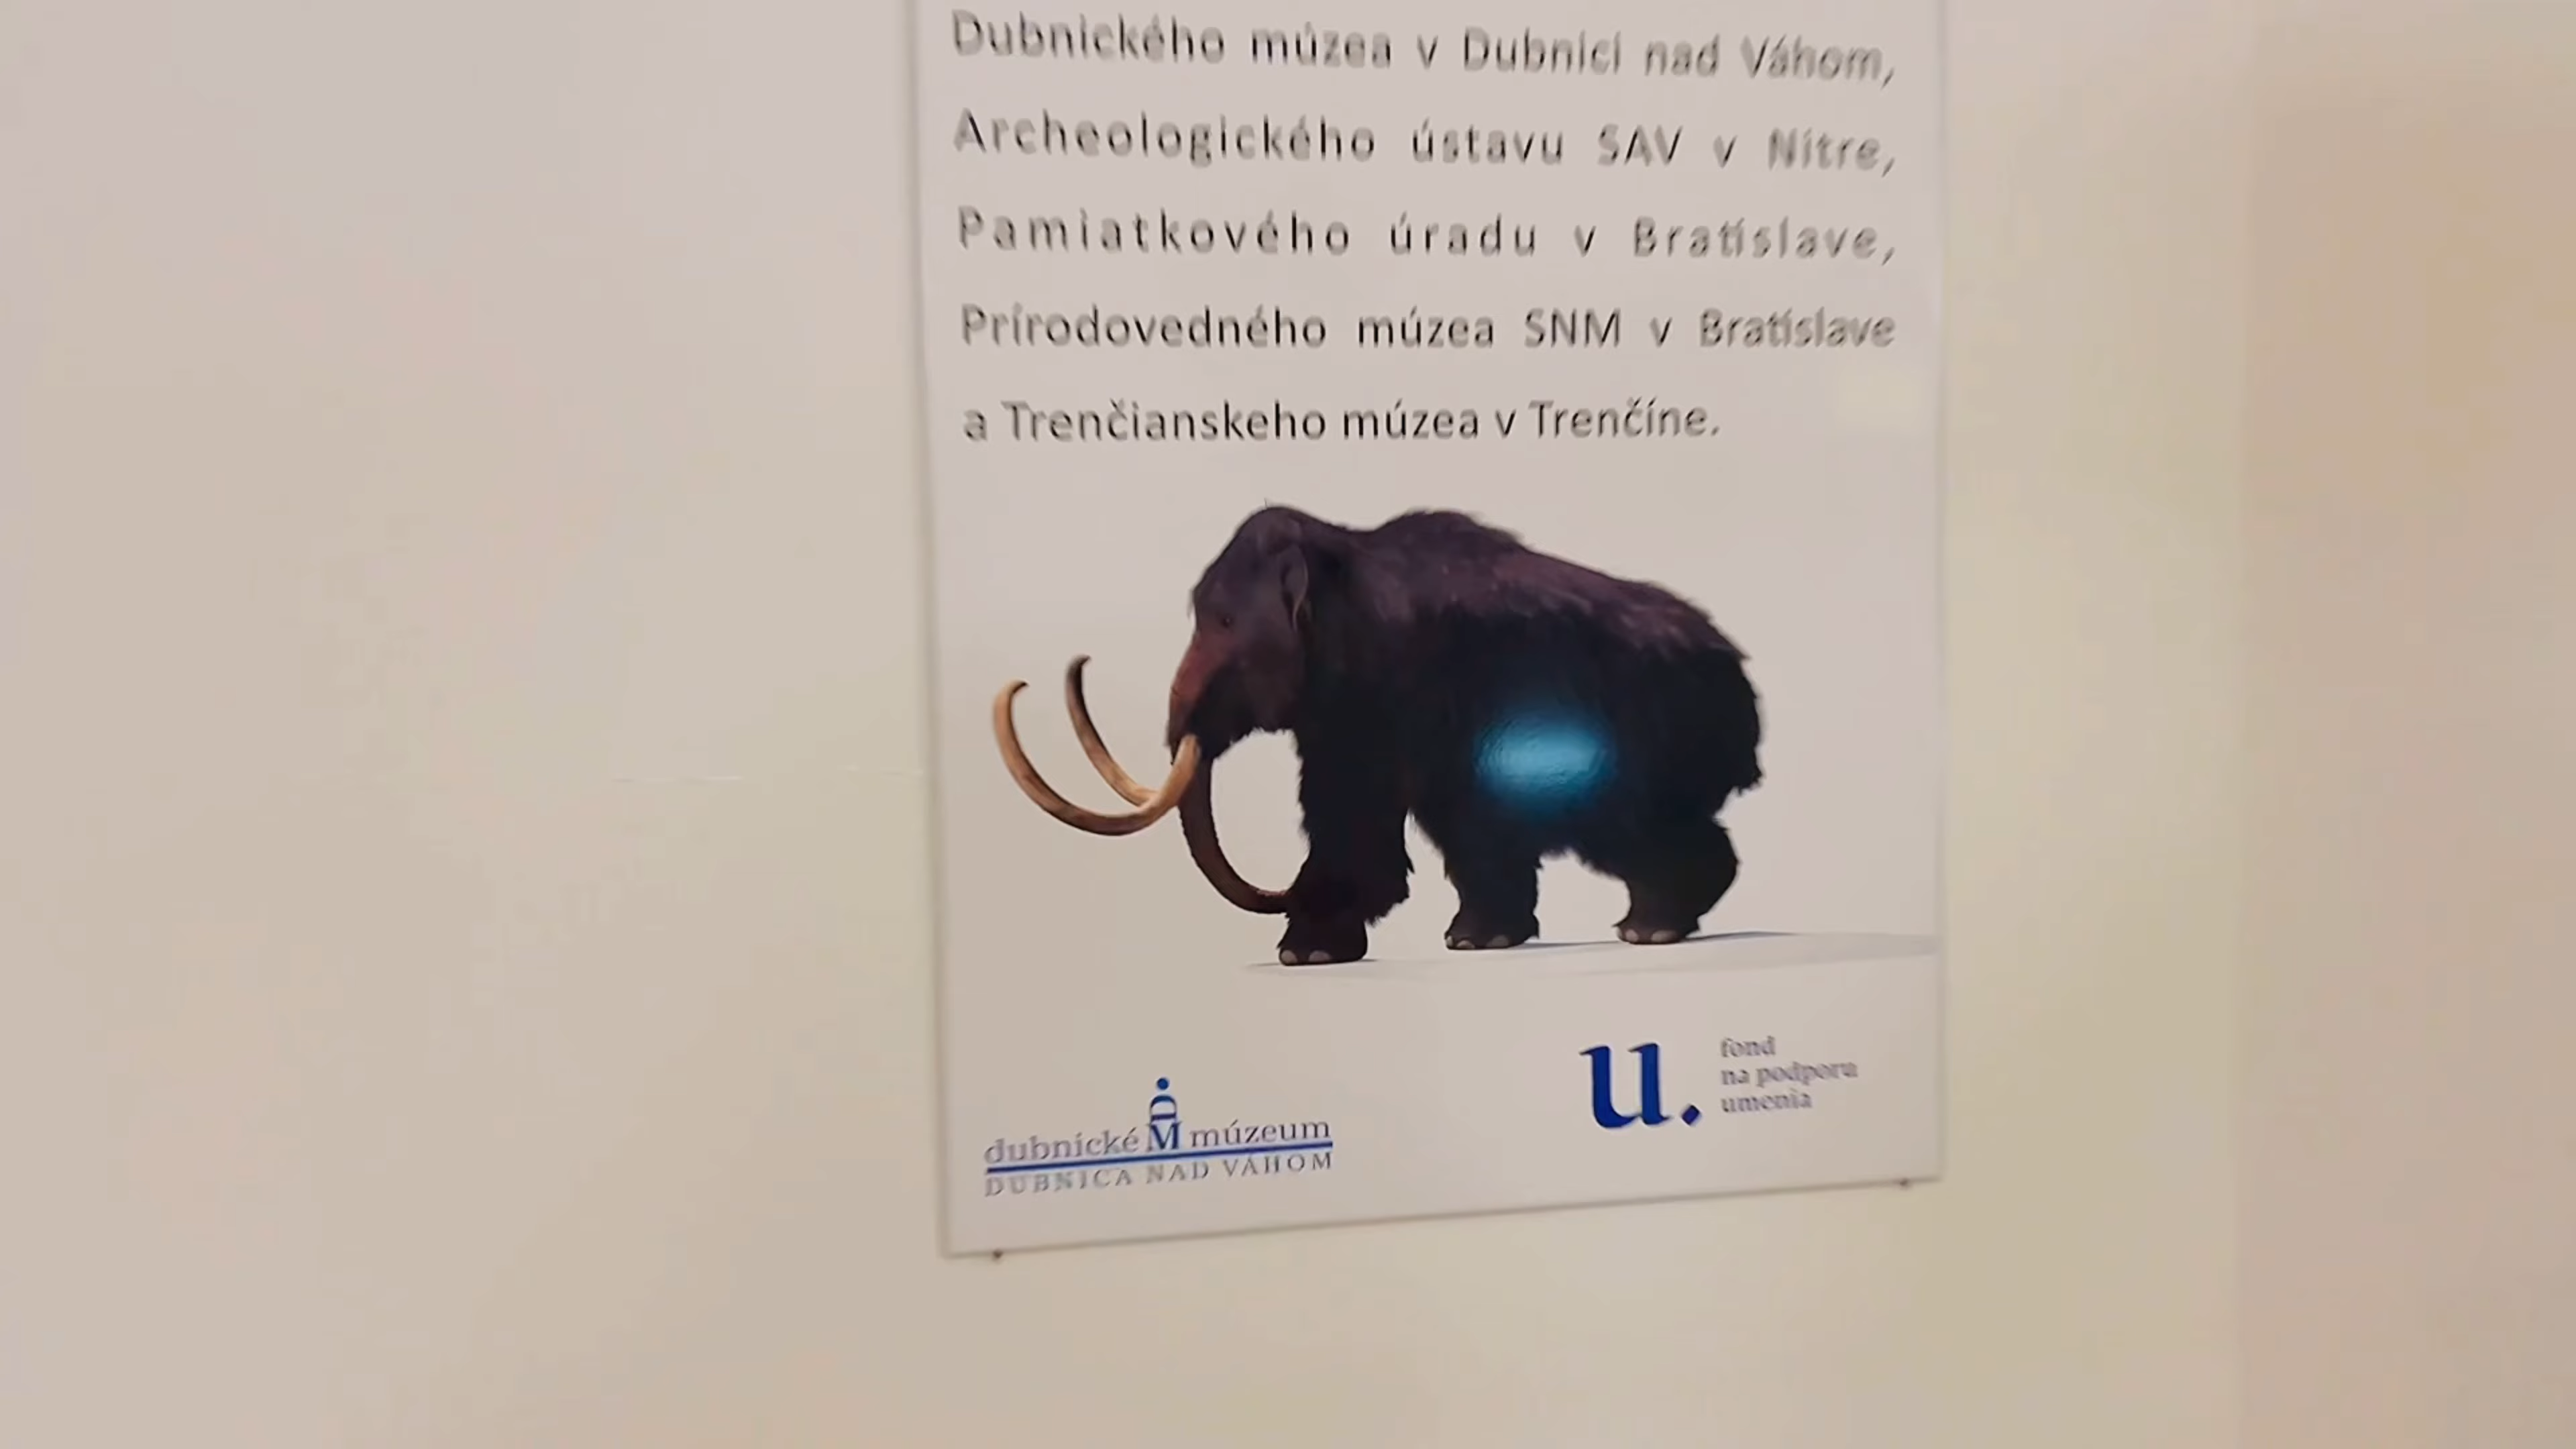 Dubnického múzea v Dubnici nad Váhom,
Archeologického ústavu SAV v Nitre,
Pamiatkového úradu v Bratislave,
Prírodovedného múzea SNM v Bratislave
a Trenčianskeho múzea v Trenčíne.
u.
fond
na podporu
umenia
dubnické DM múzeum
DUBNICA NAD VÁHOM